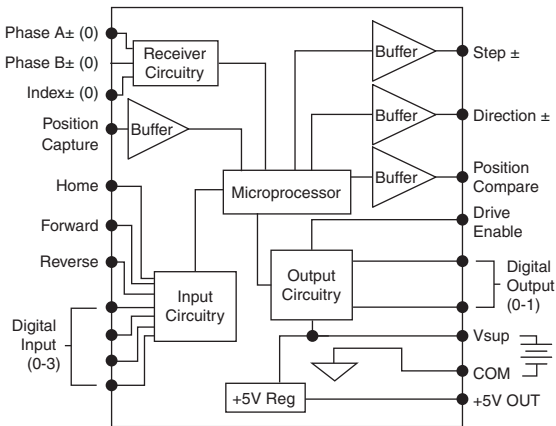 Phase A± (0)
Phase B± (0)
Index± (0)
Position
Capture
Home
Forward
Reverse
Digital
Input
(0-3)
Receiver
Circuitry
Buffer
Microprocessor
Input
Circuitry
Output
Circuitry
+5V Reg
Buffer
Buffer
Buffer
Step ±
Direction ±
Position
Compare
Drive
Enable
Digital
Output
(0-1)
Vsup
COM
+5V OUT